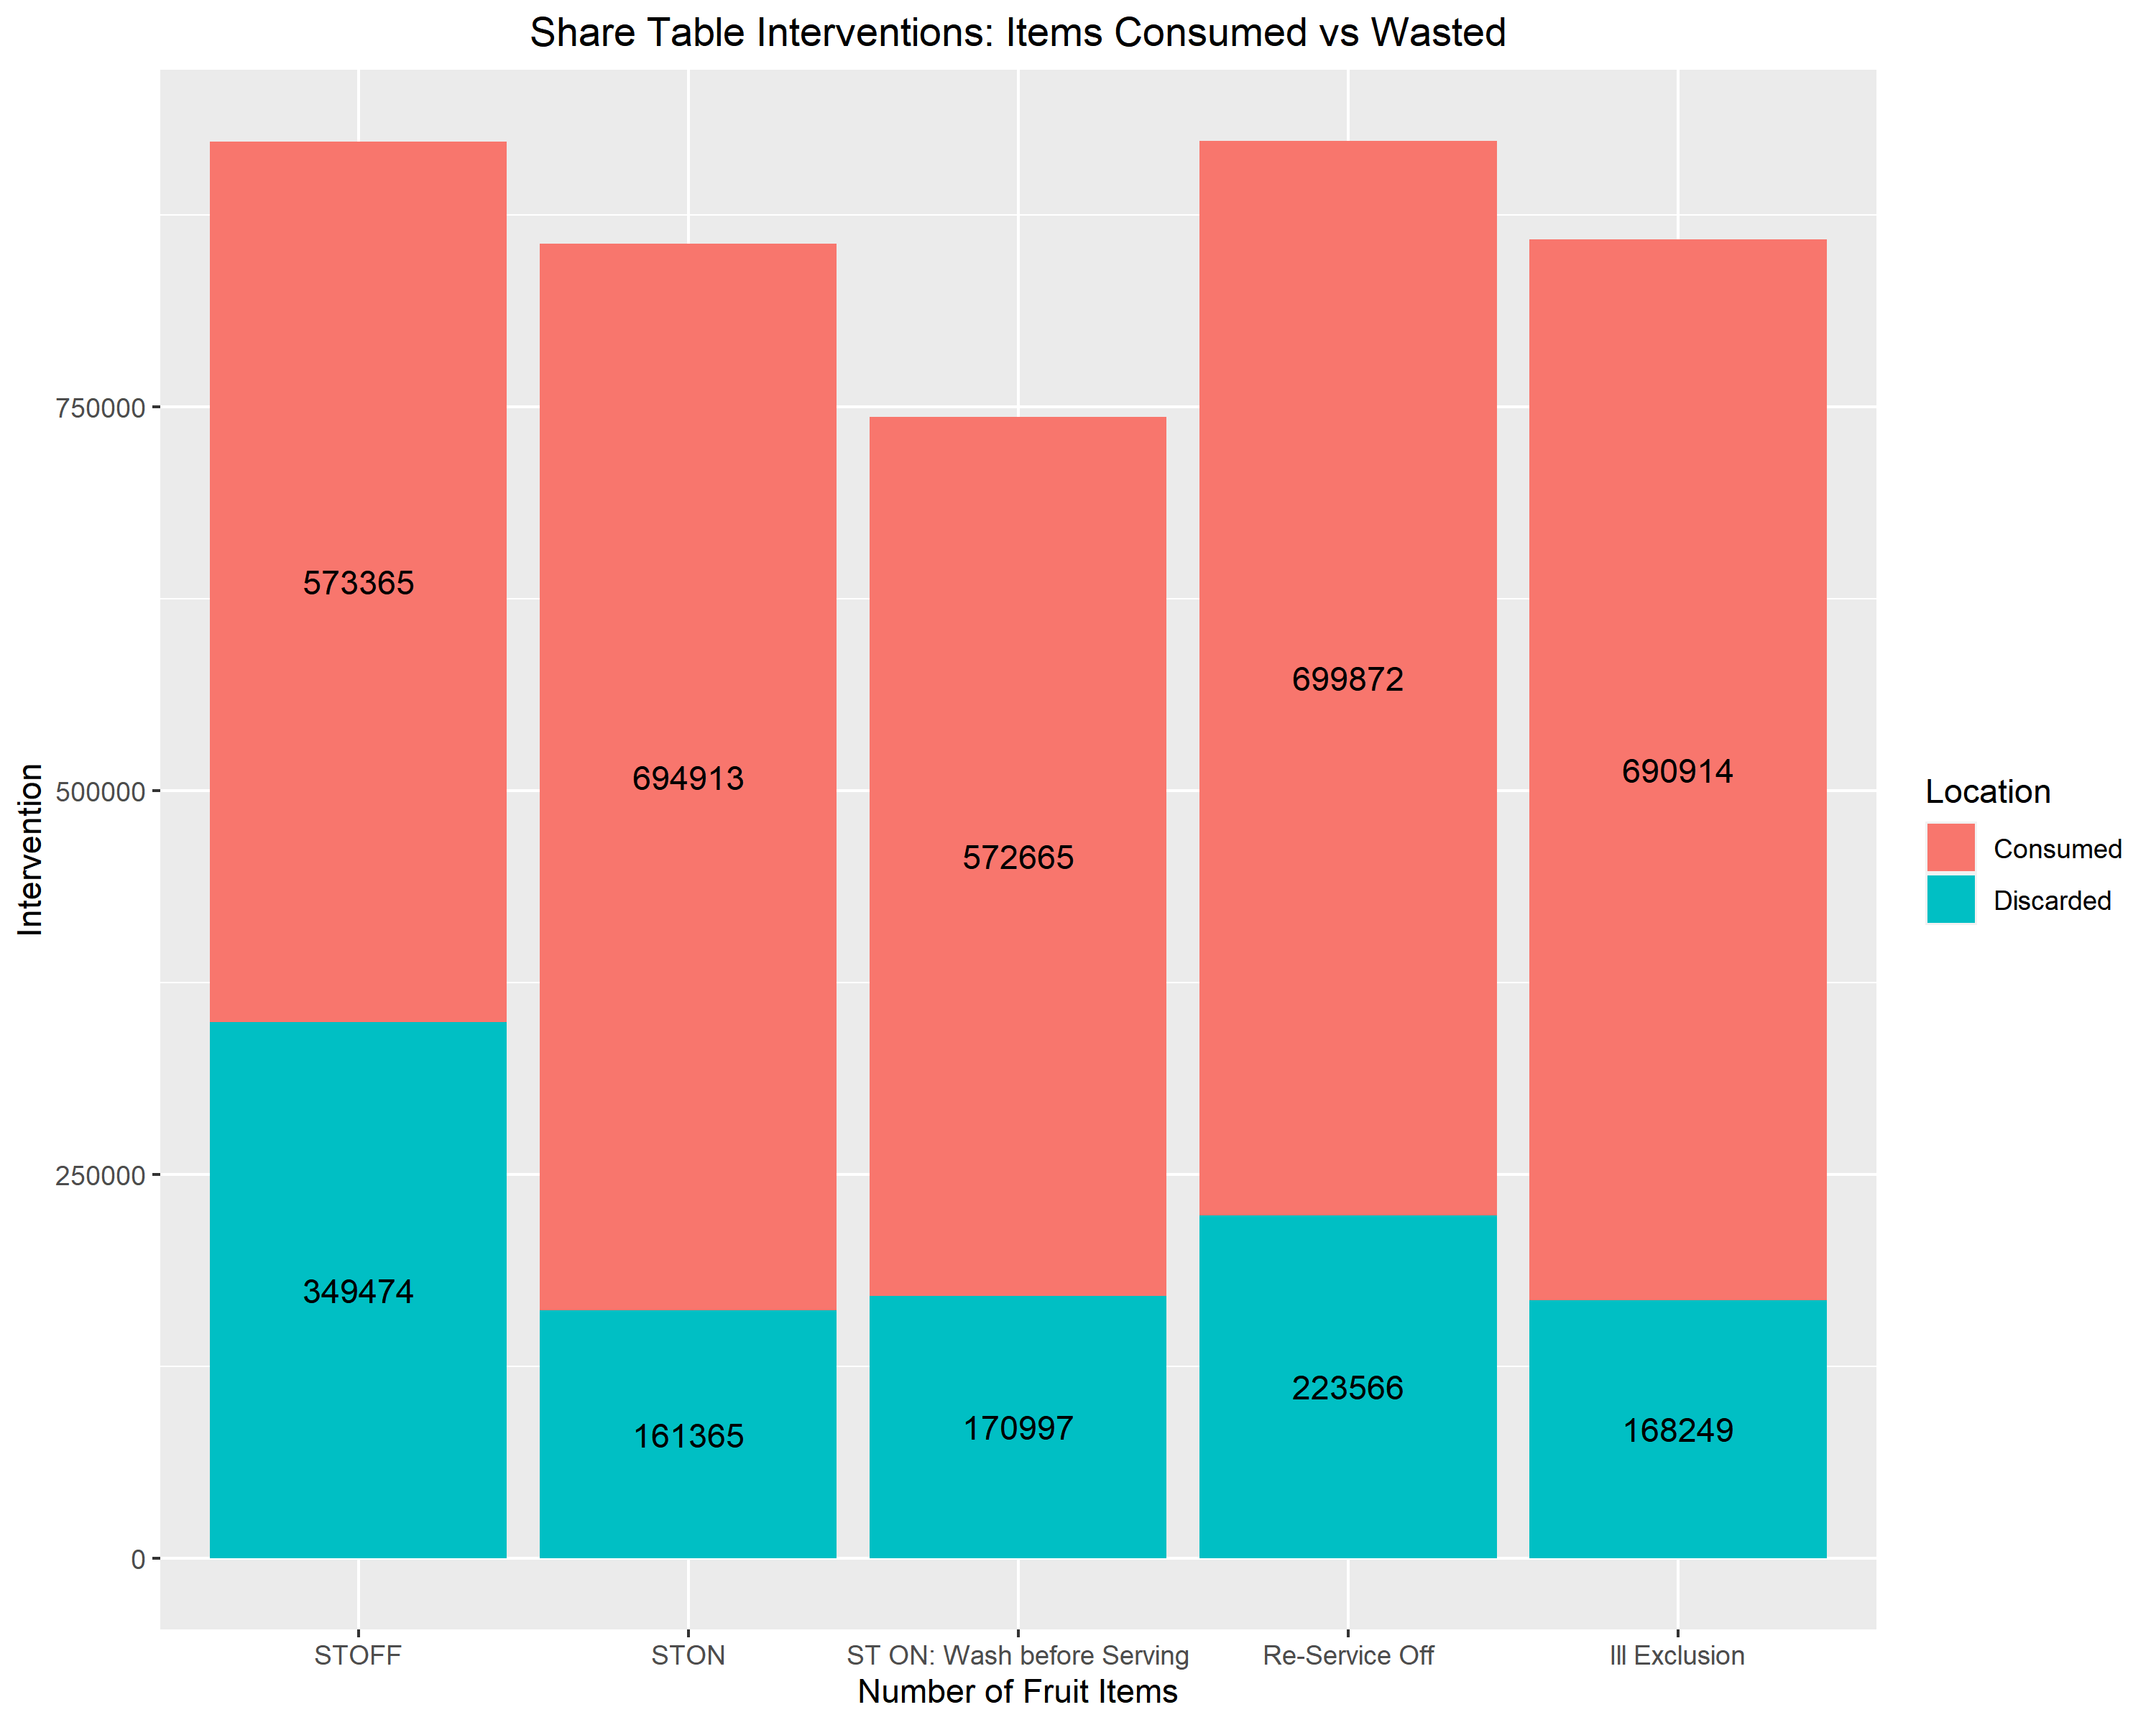 Share Table Interventions: Items Consumed vs Wasted
Intervention
750000
500000
250000
0
573365
694913
572665
699872
690914
349474
161365
170997
223566
168249
STOFF
STON
ST ON: Wash before Serving
Re-Service Off
Ill Exclusion
Number of Fruit Items
Location
Consumed
Discarded